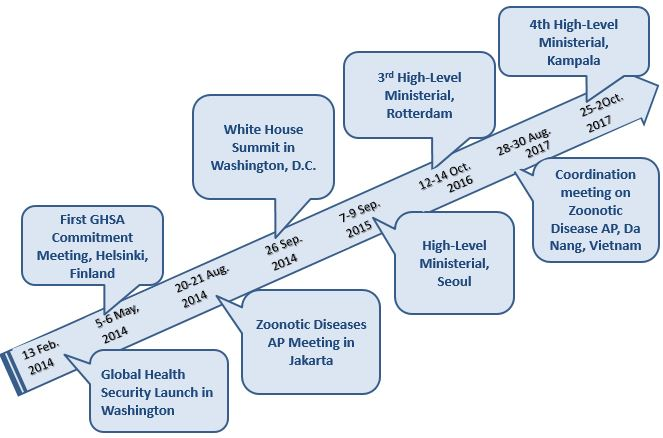 4th High-Level
Ministerial,
Kampala
3rd High-Level
Ministerial,
Rotterdam
White House
Summit in
Washington, D.C.
First GHSA
Commitment
Meeting, Helsinki,
Finland
13 Feb.
2014
5-6 May,
2014
20-21 Aug.
2014
26 Sep.
2014
7-9 Sep.
2015
12-14 Oct.
2016
28-30 Aug.
2017
25-2Oct.
2017
Coordination
meeting on
Zoonotic
Disease AP, Da
Nang, Vietnam
High-Level
Ministerial,
Seoul
Zoonotic Diseases
AP Meeting in
Jakarta
Global Health
Security Launch in
Washington